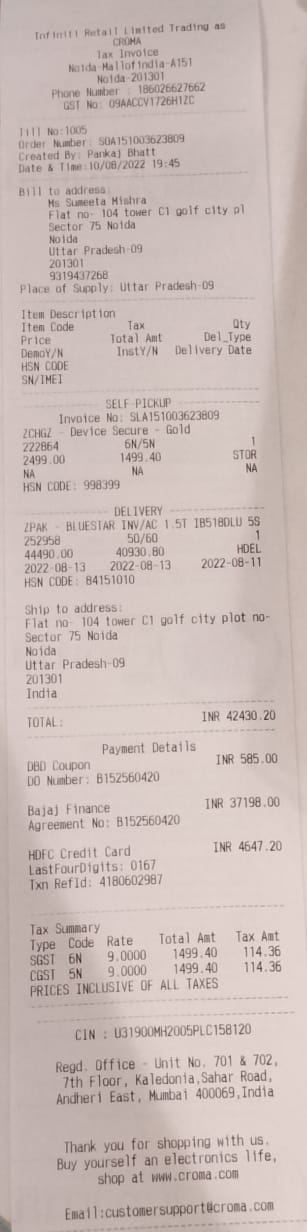 Infiniti Retail Limited Trading as
CROMA
Tax Invoice
Noida-Mallofindia-A151
Noida-201301
Phone Number : 186026627662
GST No: 09AACCV1726H1ZC
Till No:1005
Order Number: SOA151003623809
Created By: Pankaj Bhatt
Date & Time:10/08/2022 19:45
Bill to address:
Ms Sumeeta Mishra
Flat no- 104 tower C1 golf city pl
Sector 75 Noida
Noida
Uttar Pradesh-09
201301
9319437268
Place of Supply: Uttar Pradesh-09
Item Description
Item Code Tax Qty
Price Total Amt Del_Type
DemoY/N InstY/N Delivery Date
HSN CODE
SN/IMEI
SELF PICKUP
Invoice No: SLA151003623809
ZCHGZ - Device Secure - Gold
222864 6N/5N 1
2499.00 1499.40 STOR
NA NA NA
HSN CODE: 998399
DELIVERY
ZPAK - BLUESTAR INV/AC 1.5T IB518DLU 5S
252958 50/60 1
44490.00 40930.80 HDEL
2022-08-13 2022-08-13 2022-08-11
HSN CODE: 84151010
Ship to address:
Flat no- 104 tower C1 golf city plot no-
Sector 75 Noida
Noida
Uttar Pradesh-09
201301
India
TOTAL: INR 42430.20
Payment Details
DBD Coupon INR 585.00
DO Number: B152560420
Bajaj Finance INR 37198.00
Agreement No: B152560420
HDFC Credit Card INR 4647.20
LastFourDigits: 0167
Txn RefId: 4180602987
Tax Summary
Type Code Rate Total Amt Tax Amt
SGST 6N 9.0000 1499.40 114.36
CGST 5N 9.0000 1499.40 114.36
PRICES INCLUSIVE OF ALL TAXES
CIN : U31900MH2005PLC158120
Regd. Office - Unit No. 701 & 702,
7th Floor, Kaledonia,Sahar Road,
Andheri East, Mumbai 400069,India
Thank you for shopping with us.
Buy yourself an electronics life,
shop at www.croma.com
Email:customersupport@croma.com